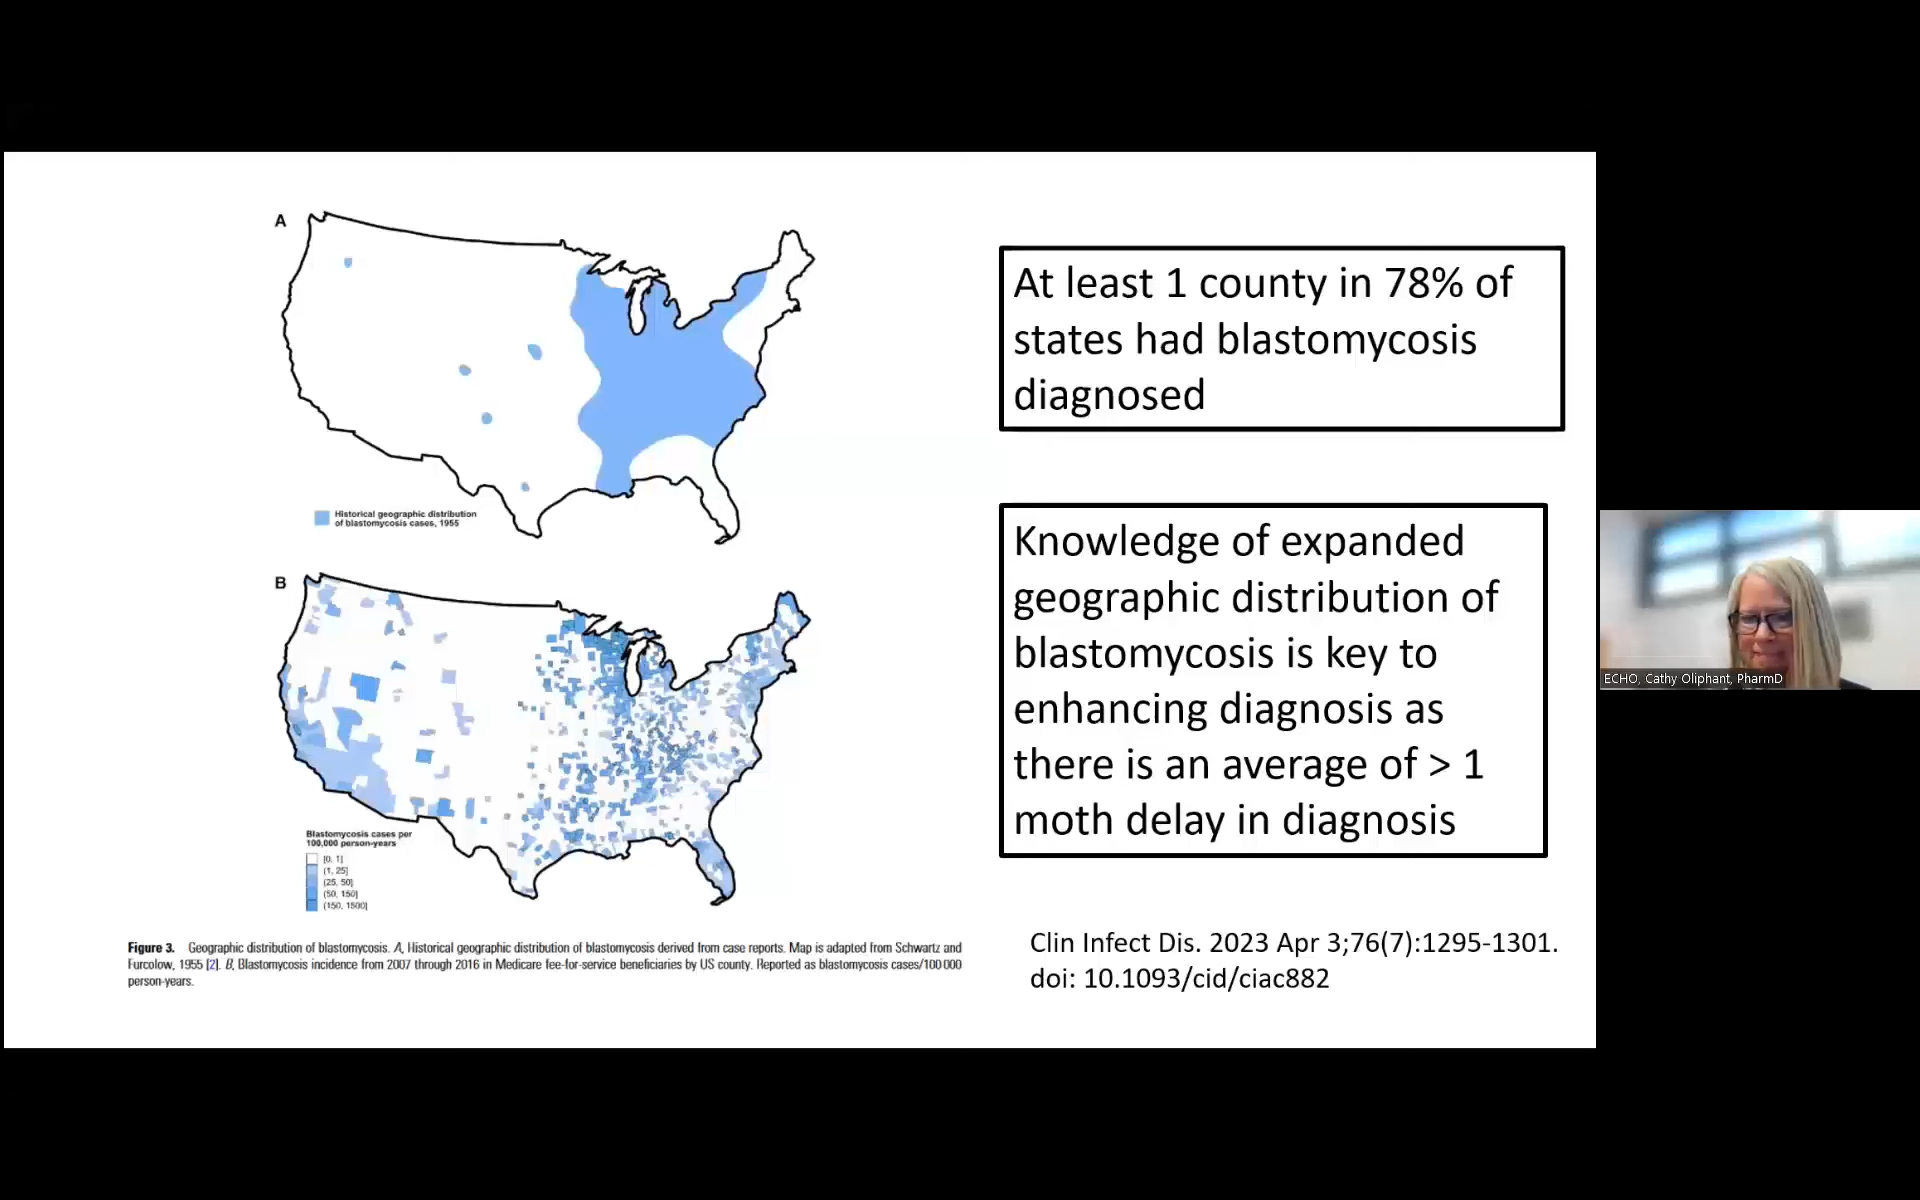 A
Historical geographic distribution
of blastomycosis cases, 1955
B
Blastomycosis cases per
100,000 person-years
[0, 1]
(1, 25]
(25, 50]
(50, 150]
(150, 1500]
Figure 3. Geographic distribution of blastomycosis. A, Historical geographic distribution of blastomycosis derived from case reports. Map is adapted from Schwartz and
Furcolow, 1955 [2]. B, Blastomycosis incidence from 2007 through 2016 in Medicare fee-for-service beneficiaries by US county. Reported as blastomycosis cases/100 000
person-years.
At least 1 county in 78% of
states had blastomycosis
diagnosed
Knowledge of expanded
geographic distribution of
blastomycosis is key to
enhancing diagnosis as
there is an average of > 1
moth delay in diagnosis
Clin Infect Dis. 2023 Apr 3;76(7):1295-1301.
doi: 10.1093/cid/ciac882
ECHO, Cathy Oliphant, PharmD